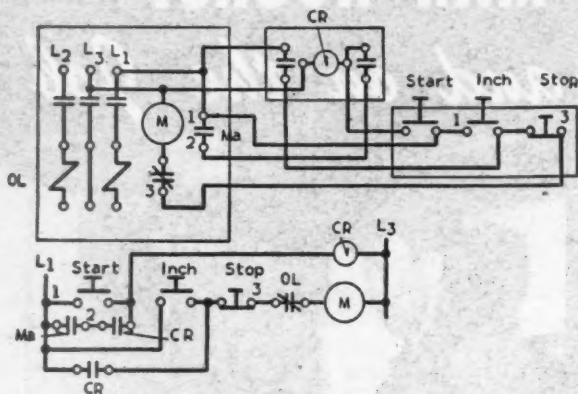 CR
L2 L3 L1
Start Inch Stop
M
1
Ma
1
3
2
OL
3
CR
L3
L1
Start Inch Stop OL
1
3
M
2
Ma
CR
CR